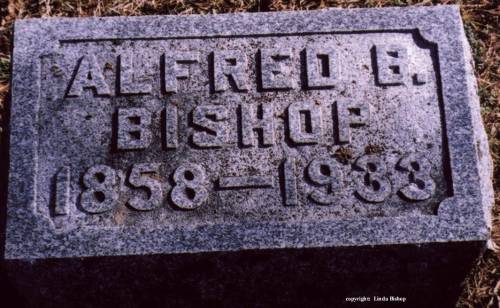 ALFRED B.
BISHOP
1858–1933
copyright: Linda Bishop